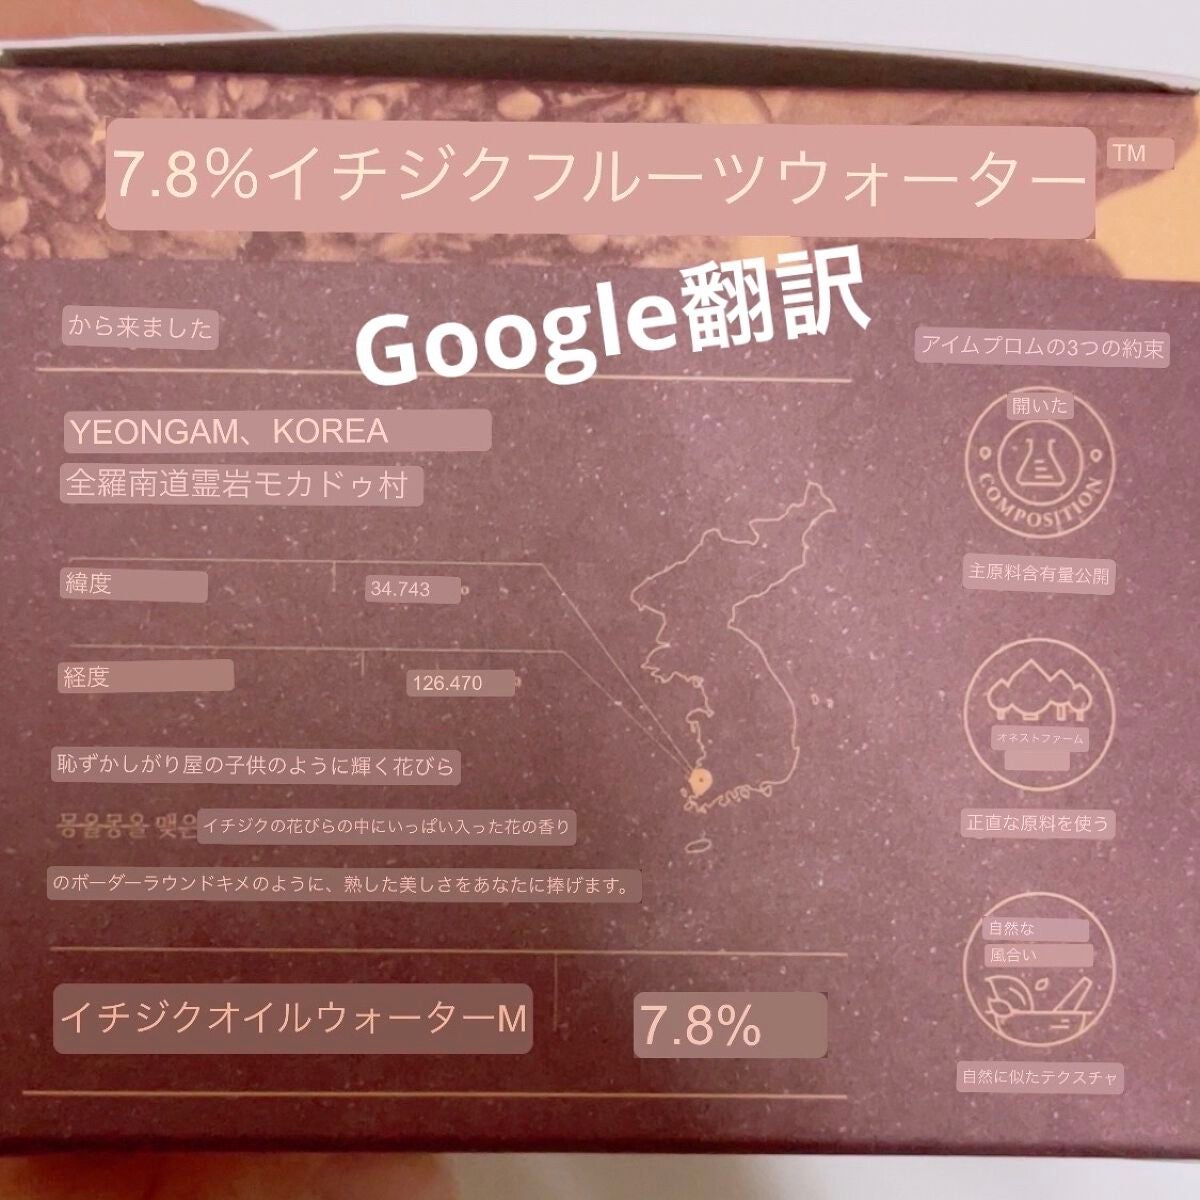 7.8%イチジクフルーツウォーター TM
Google翻訳
から来ました
YEONGAM、KOREA
全羅南道霊岩モカドゥ村
緯度 34.743°
経度 126.470°
恥ずかしがり屋の子供のように輝く花びら
몽울몽울 맺은 イチジクの花びらの中にいっぱい入った花の香り
のボーダーラウンドキメのように、熟した美しさをあなたに捧げます。
イチジクオイルウォーターM 7.8%
アイムプロムの3つの約束
開いた
COMPOSITION
主原料含有量公開
オネストファーム
正直な原料を使う
自然な
風合い
自然に似たテクスチャ